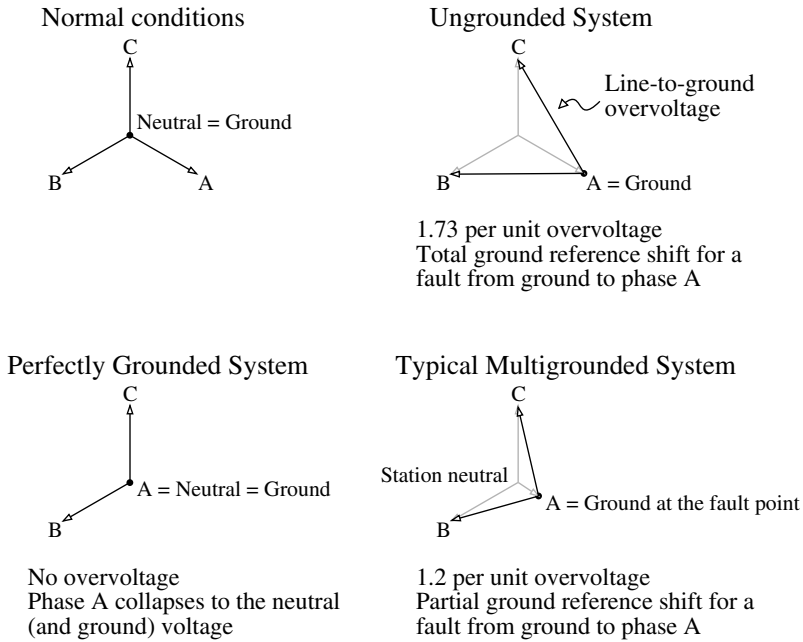 Normal conditions
C
Neutral = Ground
B
A
Ungrounded System
C
Line-to-ground
overvoltage
B
A = Ground
1.73 per unit overvoltage
Total ground reference shift for a
fault from ground to phase A
Perfectly Grounded System
C
A = Neutral = Ground
B
No overvoltage
Phase A collapses to the neutral
(and ground) voltage
Typical Multigrounded System
C
Station neutral
A = Ground at the fault point
B
1.2 per unit overvoltage
Partial ground reference shift for a
fault from ground to phase A